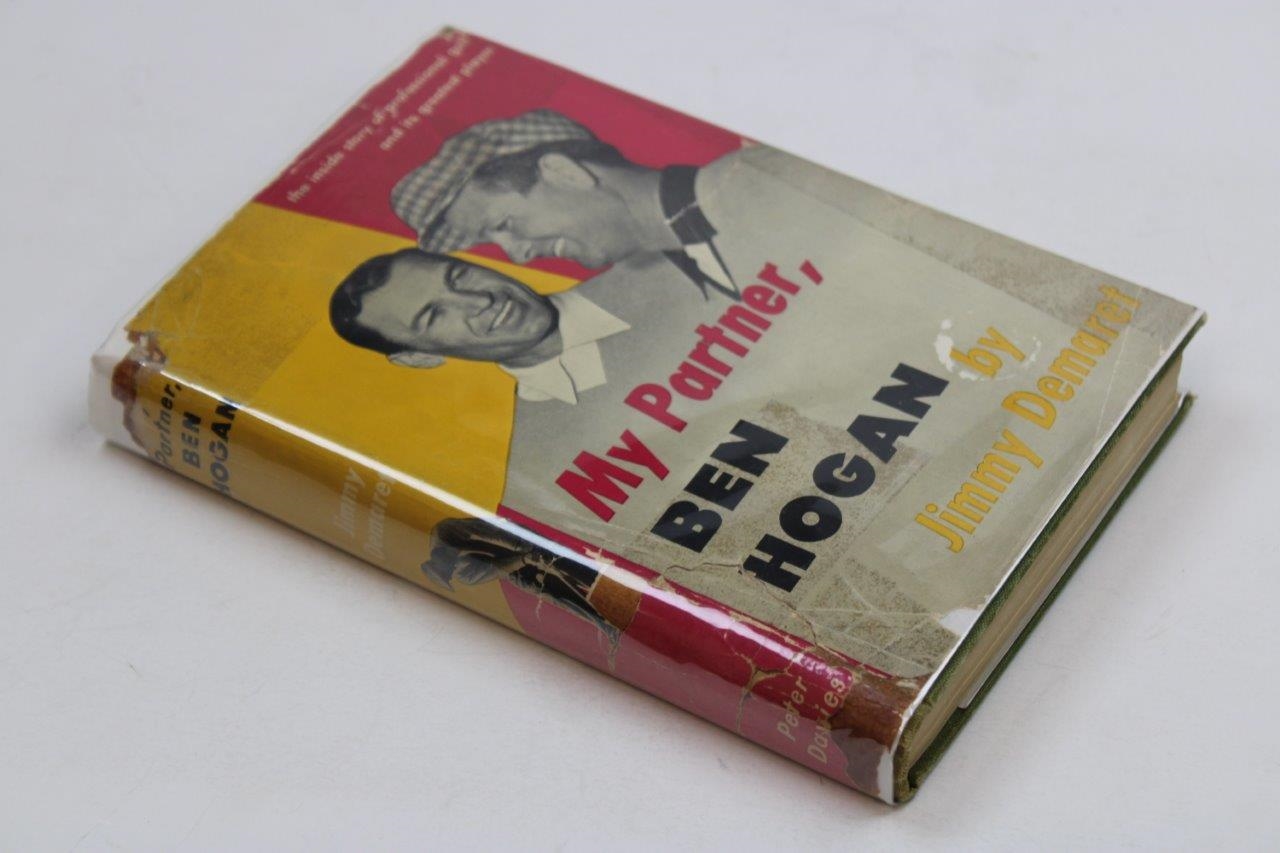 the inside story of professional golf
and its greatest player
My Partner,
BEN
HOGAN
by
Jimmy Demaret
Partner,
BEN
HOGAN
Jimmy
Demaret
Peter
Davies